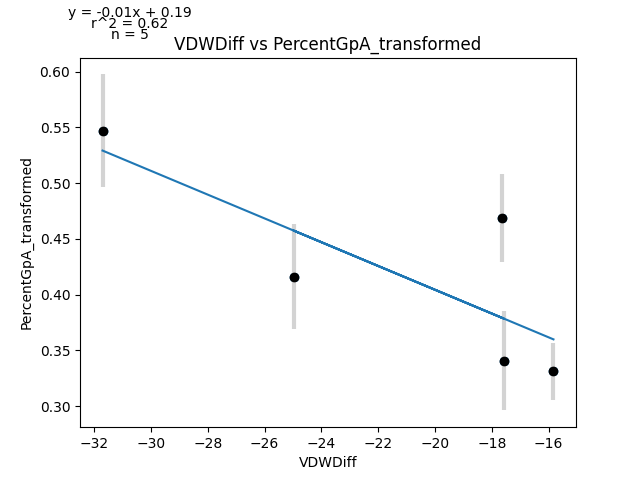 y = -0.01x + 0.19
r^2 = 0.62
n = 5
VDWDiff vs PercentGpA_transformed
PercentGpA_transformed
0.60
0.55
0.50
0.45
0.40
0.35
0.30
−32
−30
−28
−26
−24
−22
−20
−18
−16
VDWDiff